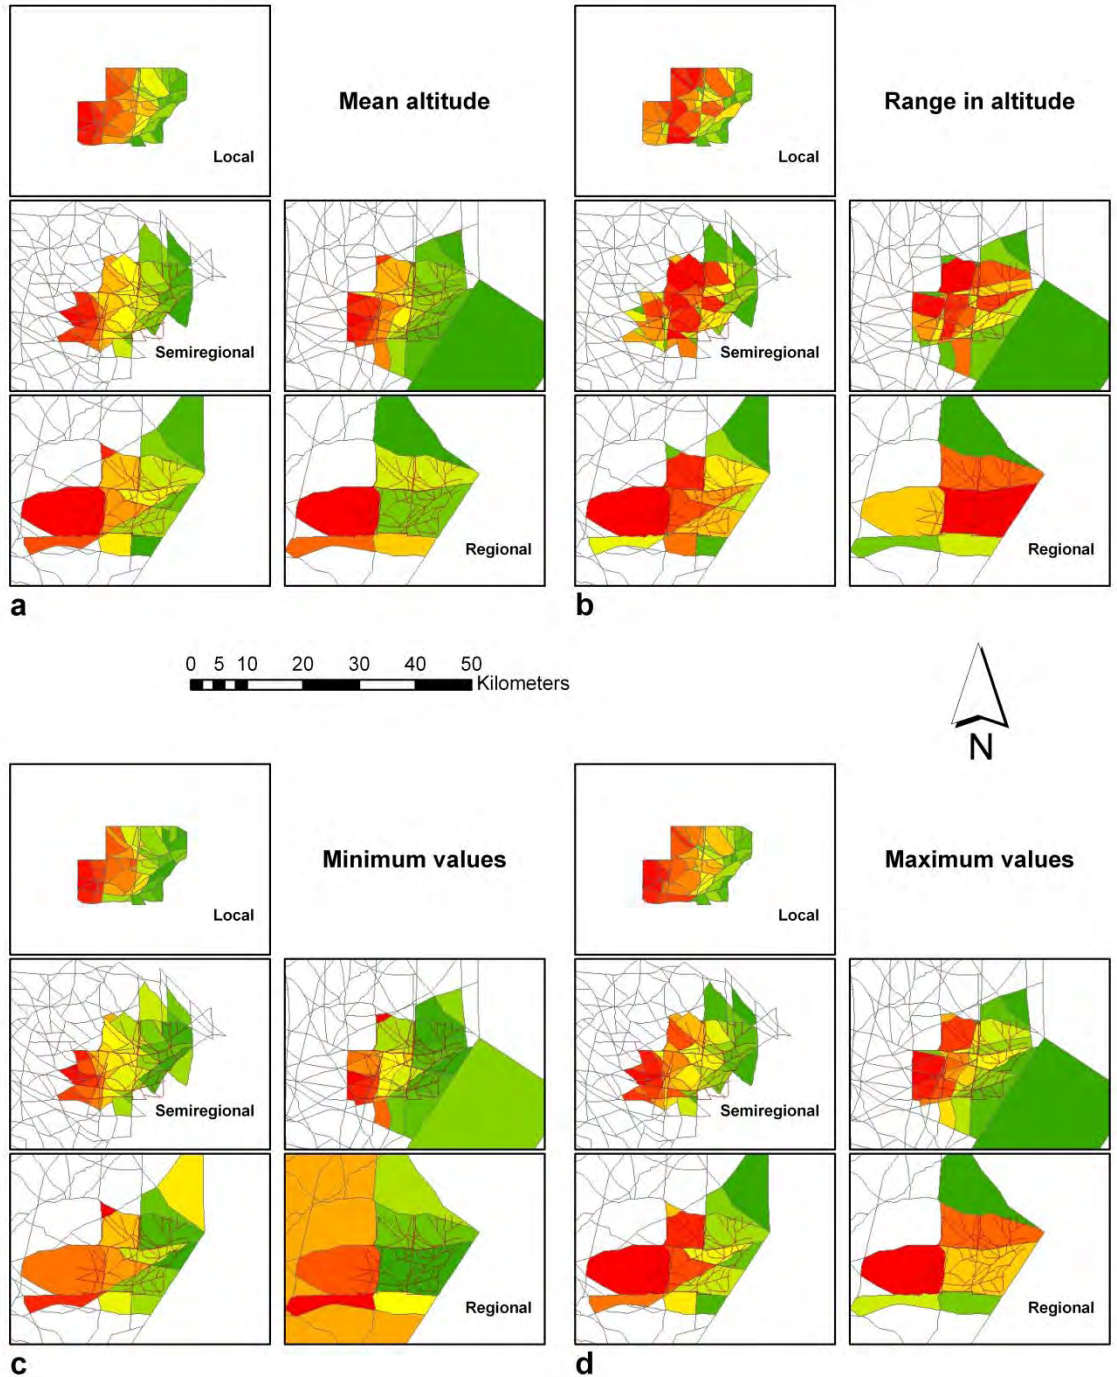 Local
Mean altitude
Semiregional
Regional
a
Local
Range in altitude
Semiregional
Regional
b
0 5 10 20 30 40 50
Kilometers
N
Local
Minimum values
Semiregional
Regional
c
Local
Maximum values
Semiregional
Regional
d